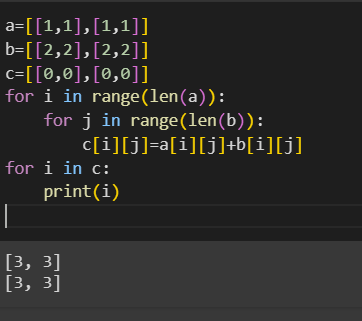 a=[[1,1],[1,1]]
b=[[2,2],[2,2]]
c=[[0,0],[0,0]]
for i in range(len(a)):
    for j in range(len(b)):
        c[i][j]=a[i][j]+b[i][j]
for i in c:
    print(i)
[3, 3]
[3, 3]